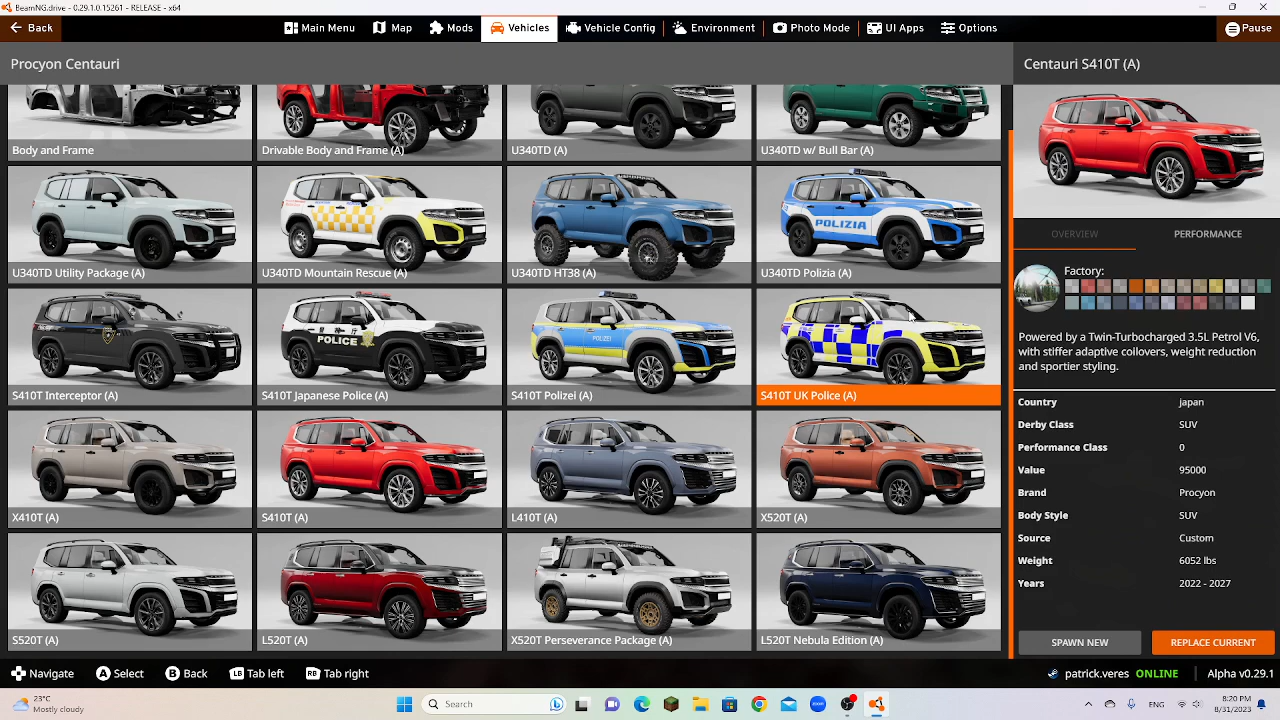 BeamNG.drive - 0.29.1.0.15261 - RELEASE - x64
Back
Main Menu
Map
Mods
Vehicles
Vehicle Config
Environment
Photo Mode
UI Apps
Options
Pause
Procyon Centauri
Centauri S410T (A)
Body and Frame
Drivable Body and Frame (A)
U340TD (A)
U340TD w/ Bull Bar (A)
U340TD Utility Package (A)
U340TD Mountain Rescue (A)
U340TD HT38 (A)
POLIZIA
U340TD Polizia (A)
S410T Interceptor (A)
POLICE
S410T Japanese Police (A)
POLIZEI
S410T Polizei (A)
S410T UK Police (A)
X410T (A)
S410T (A)
L410T (A)
X520T (A)
S520T (A)
L520T (A)
X520T Perseverance Package (A)
L520T Nebula Edition (A)
OVERVIEW
PERFORMANCE
Factory:
Powered by a Twin-Turbocharged 3.5L Petrol V6,
with stiffer adaptive collovers, weight reduction
and sportier styling.
Country japan
Derby Class SUV
Performance Class 0
Value 95000
Brand Procyon
Body Style SUV
Source Custom
Weight 6052 lbs
Years 2022 - 2027
SPAWN NEW
REPLACE CURRENT
Navigate
A Select
B Back
LB Tab left
RB Tab right
patrick.veres ONLINE
Alpha v0.29.1
23°C
Mostly cloudy
Search
zoom
ENG
8:20 PM
8/31/2023